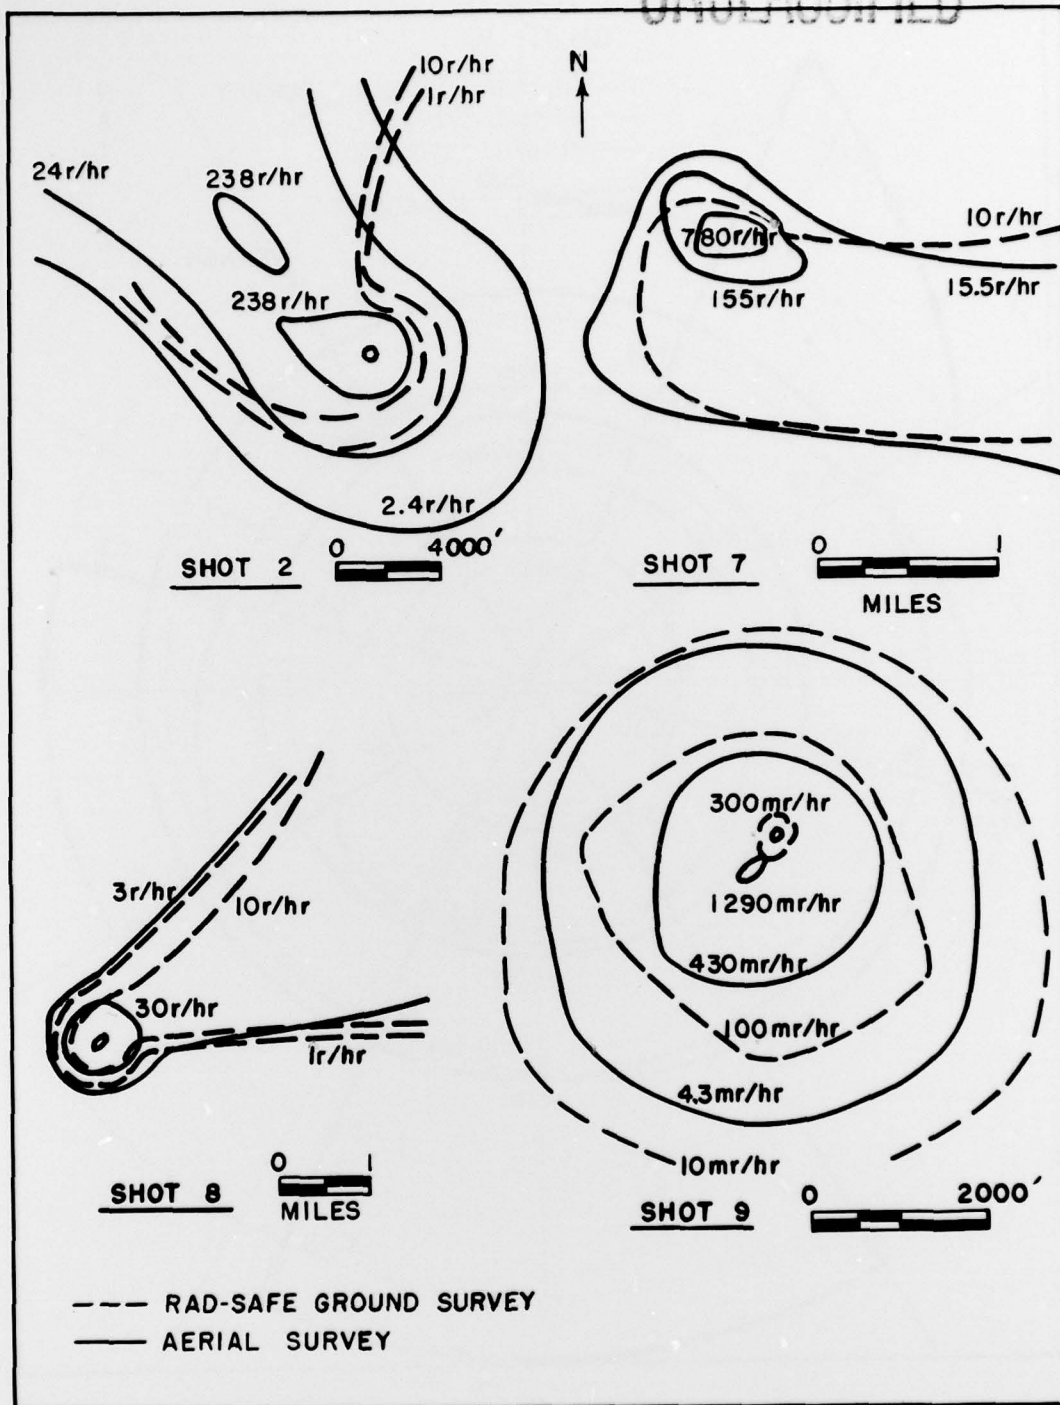 UNCLASSIFIED
10r/hr
1r/hr
N
24r/hr
238r/hr
238r/hr
2.4r/hr
SHOT 2
0 4000'
10r/hr
780r/hr
155r/hr
15.5r/hr
SHOT 7
0 1
MILES
3r/hr
10r/hr
30r/hr
1r/hr
SHOT 8
0 1
MILES
300mr/hr
1290mr/hr
430mr/hr
100mr/hr
4.3mr/hr
10mr/hr
SHOT 9
0 2000'
RAD-SAFE GROUND SURVEY
AERIAL SURVEY